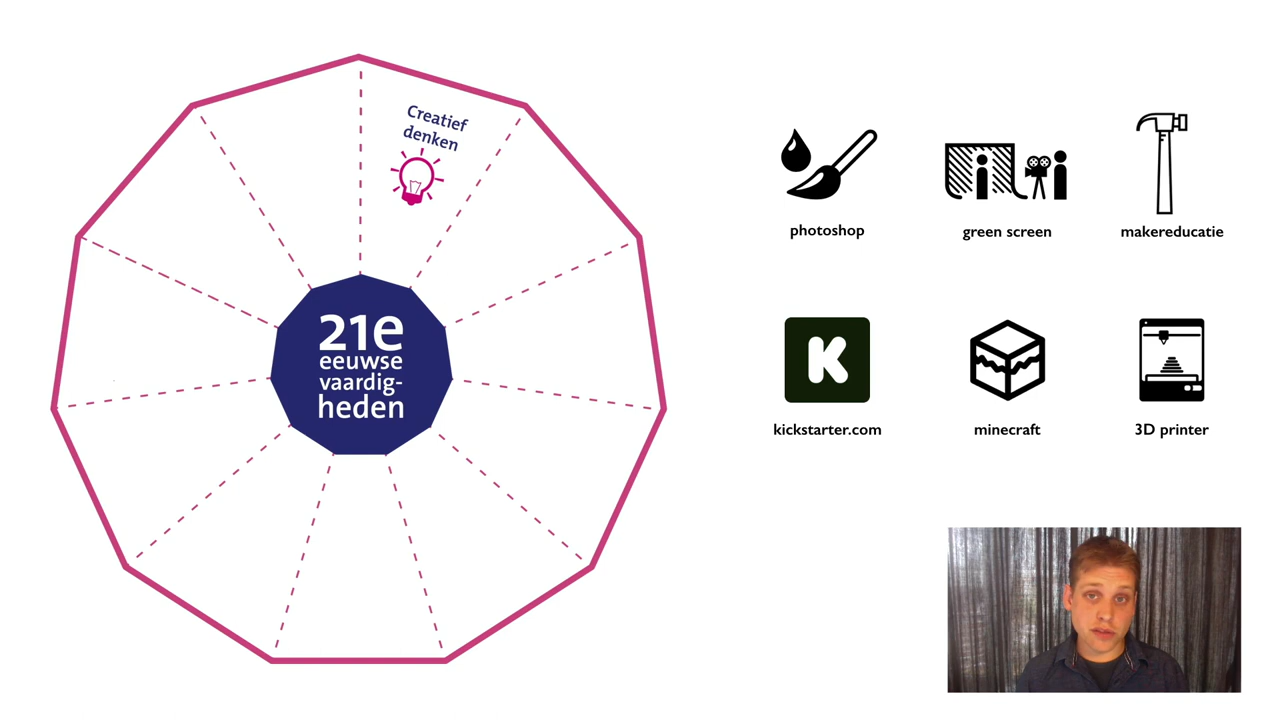 Creatief
denken
21e
eeuwse
vaardig-
heden
photoshop
green screen
makereducatie
K
kickstarter.com
minecraft
3D printer